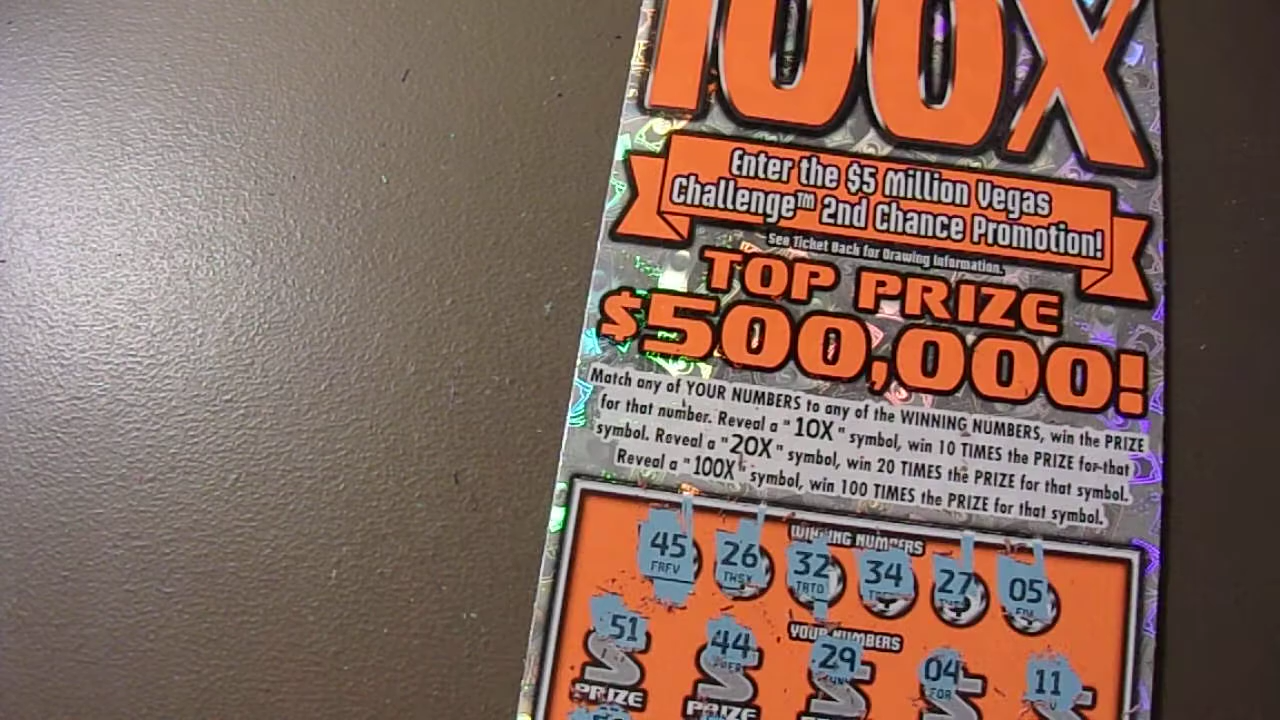 100X
Enter the $5 Million Vegas
Challenge™ 2nd Chance Promotion!
See Ticket Back for Drawing Information.
TOP PRIZE
$500,000!
Match any of YOUR NUMBERS to any of the WINNING NUMBERS, win the PRIZE
for that number. Reveal a "10X" symbol, win 10 TIMES the PRIZE for that
symbol. Reveal a "20X" symbol, win 20 TIMES the PRIZE for that symbol.
Reveal a "100X" symbol, win 100 TIMES the PRIZE for that symbol.
WINNING NUMBERS
45 26 32 34 27 05
FRFV TWSX TRTO
YOUR NUMBERS
51 44 29 04 11
FOR
PRIZE PRIZE